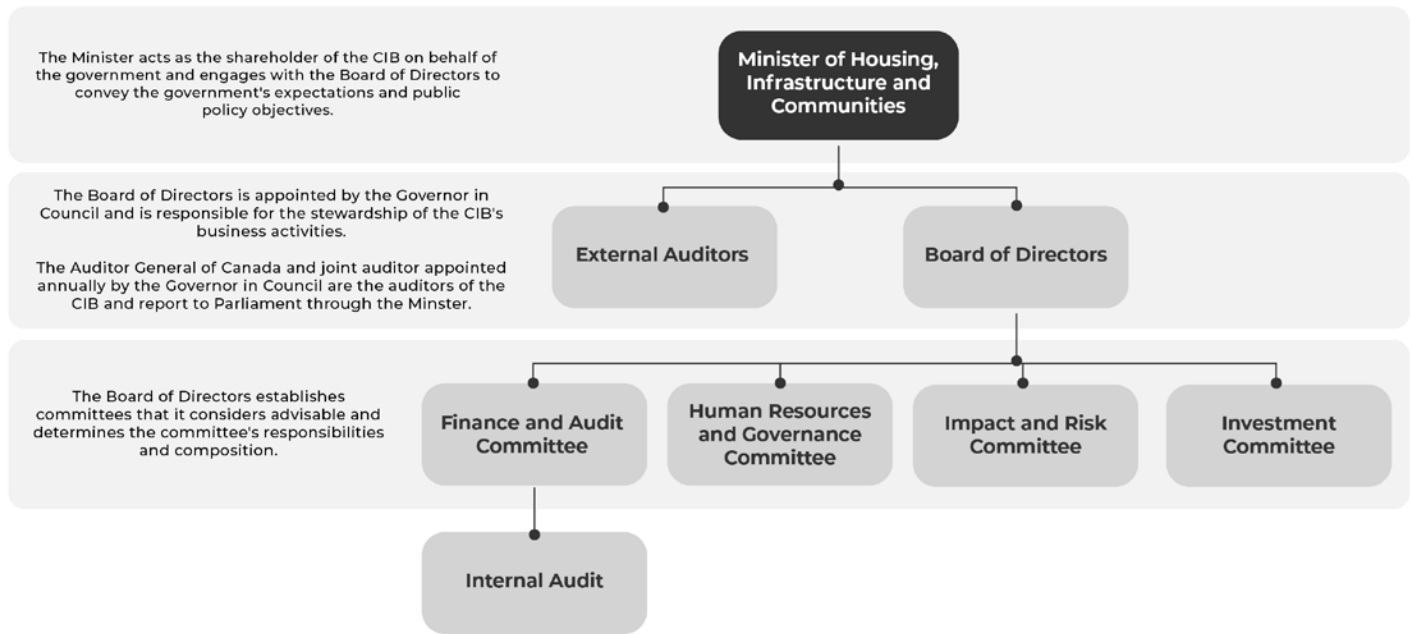 The Minister acts as the shareholder of the CIB on behalf of
the government and engages with the Board of Directors to
convey the government's expectations and public
policy objectives.
Minister of Housing,
Infrastructure and
Communities
The Board of Directors is appointed by the Governor in
Council and is responsible for the stewardship of the CIB's
business activities.
The Auditor General of Canada and joint auditor appointed
annually by the Governor in Council are the auditors of the
CIB and report to Parliament through the Minster.
External Auditors
Board of Directors
The Board of Directors establishes
committees that it considers advisable and
determines the committee's responsibilities
and composition.
Finance and Audit
Committee
Human Resources
and Governance
Committee
Impact and Risk
Committee
Investment
Committee
Internal Audit